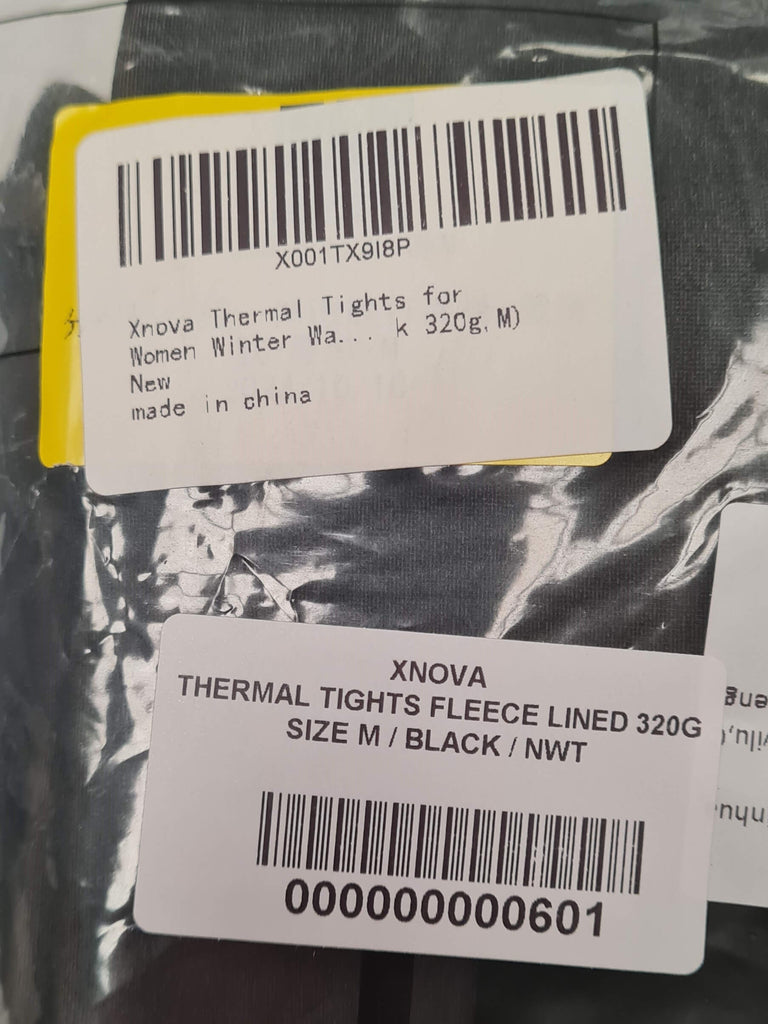 X001TX9I8P
Xnova Thermal Tights for
Women Winter Wa... k 320g, M)
New
made in china
XNOVA
THERMAL TIGHTS FLEECE LINED 320G
SIZE M / BLACK / NWT
000000000601